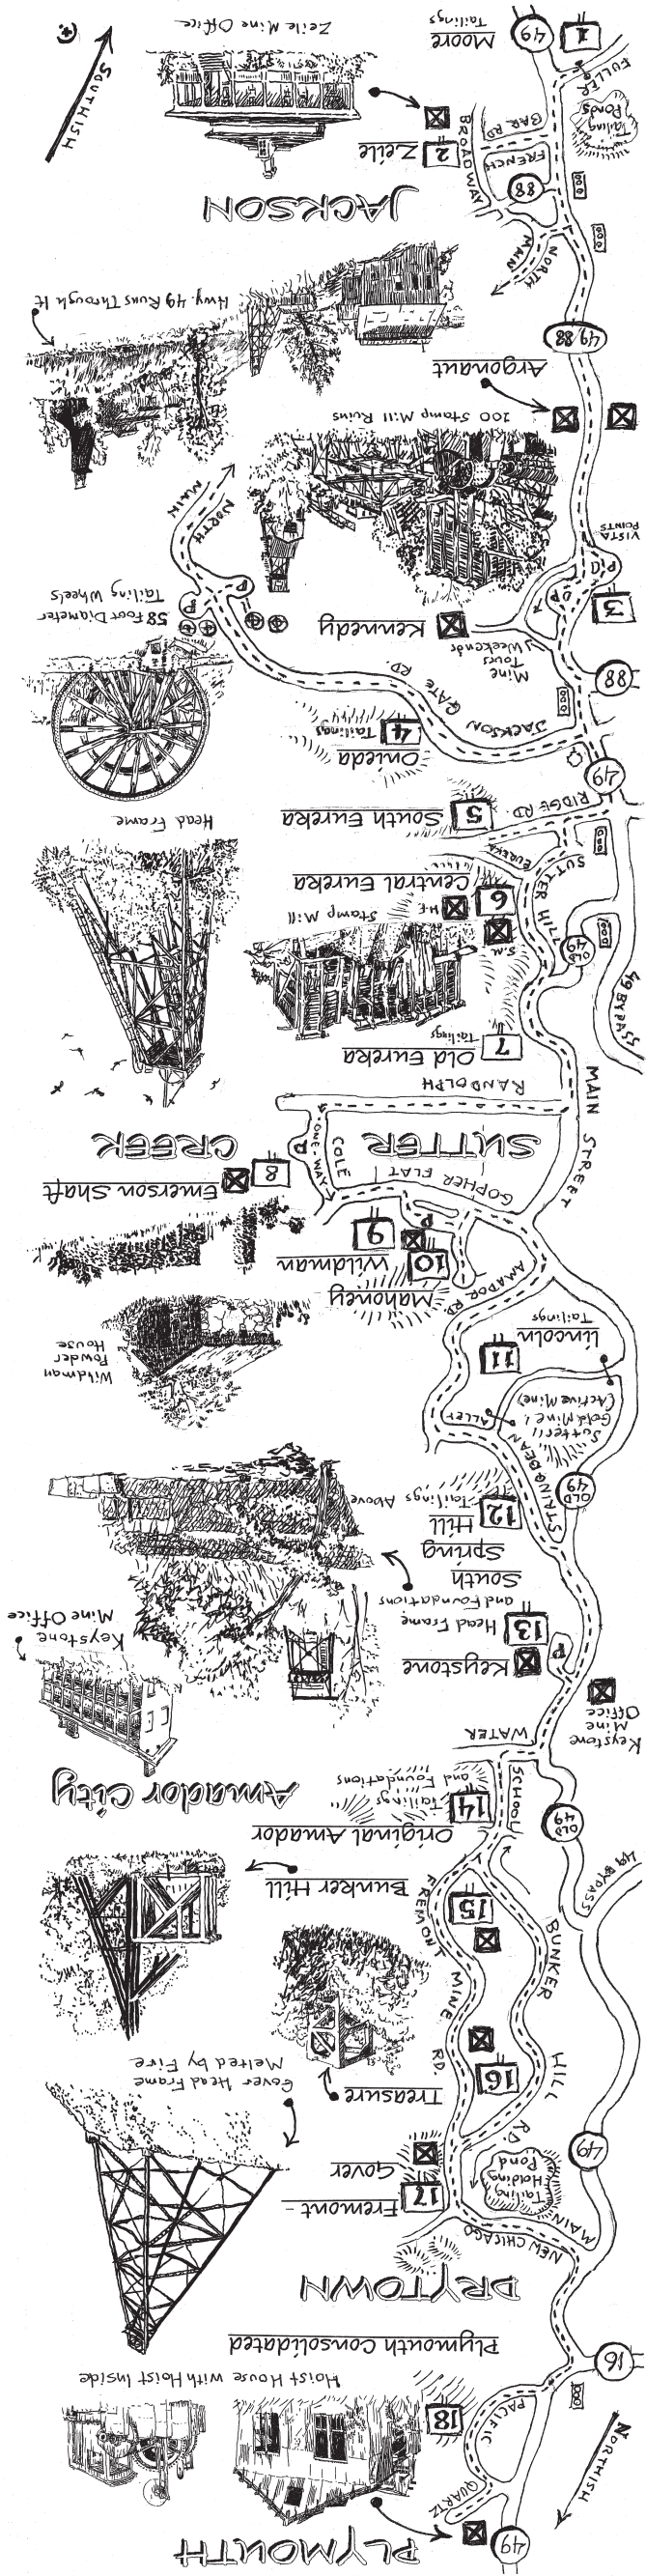 PLYMOUTH
49
QUARTZ
PACIFIC
18
Hoist House with Hoist Inside
Plymouth Consolidated
NORTHISH
16
DRYTOWN
NEW CHICAGO
MAIN
Tailing
Holding
Pond
17
Fremont -
Gover
49
Gover Head Frame
Melted by Fire
Treasure
16
BUNKER
HILL
RD.
FREMONT
MINE
RD.
15
Bunker Hill
49 BYPASS
Original Amador
14
Tailings
and Foundations
SCHOOL
OLD
49
Amador City
WATER
Keystone
Mine
Office
Keystone
Mine Office
Keystone
13
Head Frame
and Foundations
South
Spring
Hill
12
Tailings Above
OLD
49
STRINGBEAN
ALLEY
Sutter
Gold Mine
(Active Mine)
Lincoln
Tailings
11
Wildman
Powder
House
AMADOR RD
Mahoney
10
Wildman
9
P
Emerson Shaft
8
GOPHER FLAT
COLE
ONE-WAY
P
SUTTER
CREEK
MAIN
STREET
RANDOLPH
Old Eureka
Tailings
7
49 BYPASS
S.M.
Stamp Mill
H.F.
6
Central Eureka
OLD
49
SUTTER HILL
EUREKA
South Eureka
5
RIDGE RD
Head Frame
49
Onieda
4
Tailings
JACKSON
GATE RD.
88
Mine
Tours
Weekends
Kennedy
58 Foot Diameter
Tailing Wheels
3
P
P
VISTA
POINTS
NORTH
MAIN
100 Stamp Mill Ruins
Argonaut
49/88
Hwy. 49 Runs Through It
NORTH
MAIN
JACKSON
88
BROADWAY
FRENCH
BAR RD
2
Zeile
Tailing
Ponds
FULLER
Zeile Mine Office
49
1
Moore
Tailings
SOUTHISH